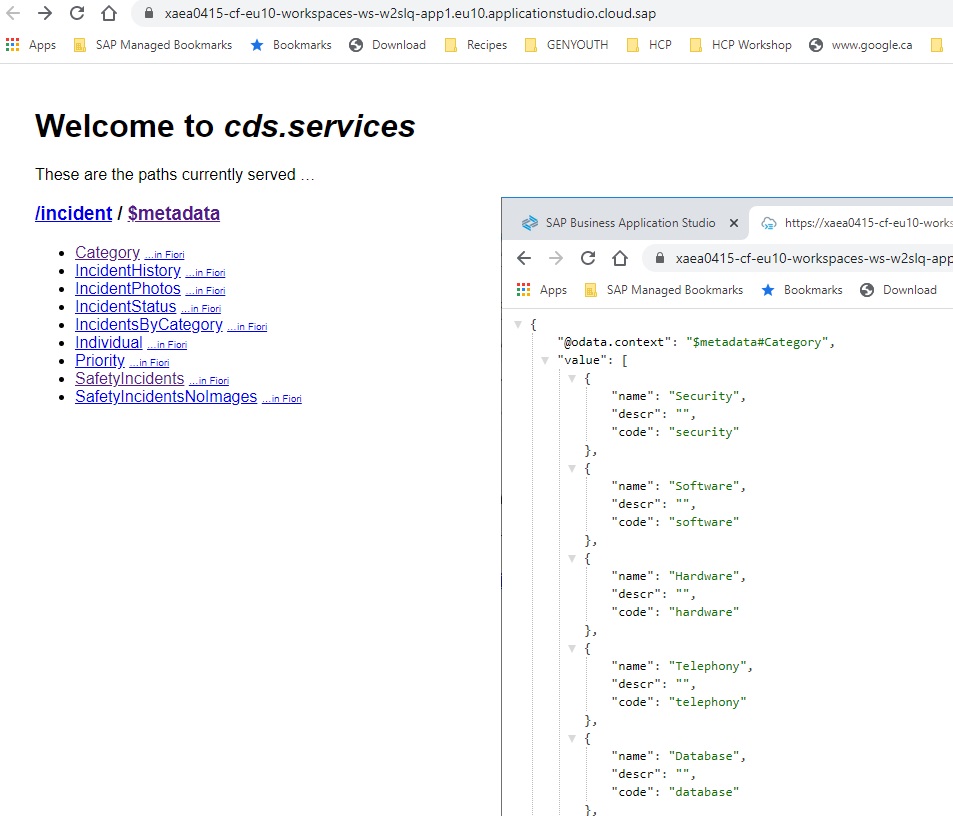 xaea0415-cf-eu10-workspaces-ws-w2slq-app1.eu10.applicationstudio.cloud.sap
Apps SAP Managed Bookmarks Bookmarks Download Recipes GENYOUTH HCP HCP Workshop www.google.ca
Welcome to cds.services
These are the paths currently served …
/incident / $metadata
Category ...in Fiori
IncidentHistory ...in Fiori
IncidentPhotos ...in Fiori
IncidentStatus ...in Fiori
IncidentsByCategory ...in Fiori
Individual ...in Fiori
Priority ...in Fiori
SafetyIncidents ...in Fiori
SafetyIncidentsNoImages ...in Fiori
SAP Business Application Studio https://xaea0415-cf-eu10-works
xaea0415-cf-eu10-workspaces-ws-w2slq-app
Apps SAP Managed Bookmarks Bookmarks Download
{
"@odata.context": "$metadata#Category",
"value": [
{
"name": "Security",
"descr": "",
"code": "security"
},
{
"name": "Software",
"descr": "",
"code": "software"
},
{
"name": "Hardware",
"descr": "",
"code": "hardware"
},
{
"name": "Telephony",
"descr": "",
"code": "telephony"
},
{
"name": "Database",
"descr": "",
"code": "database"
},